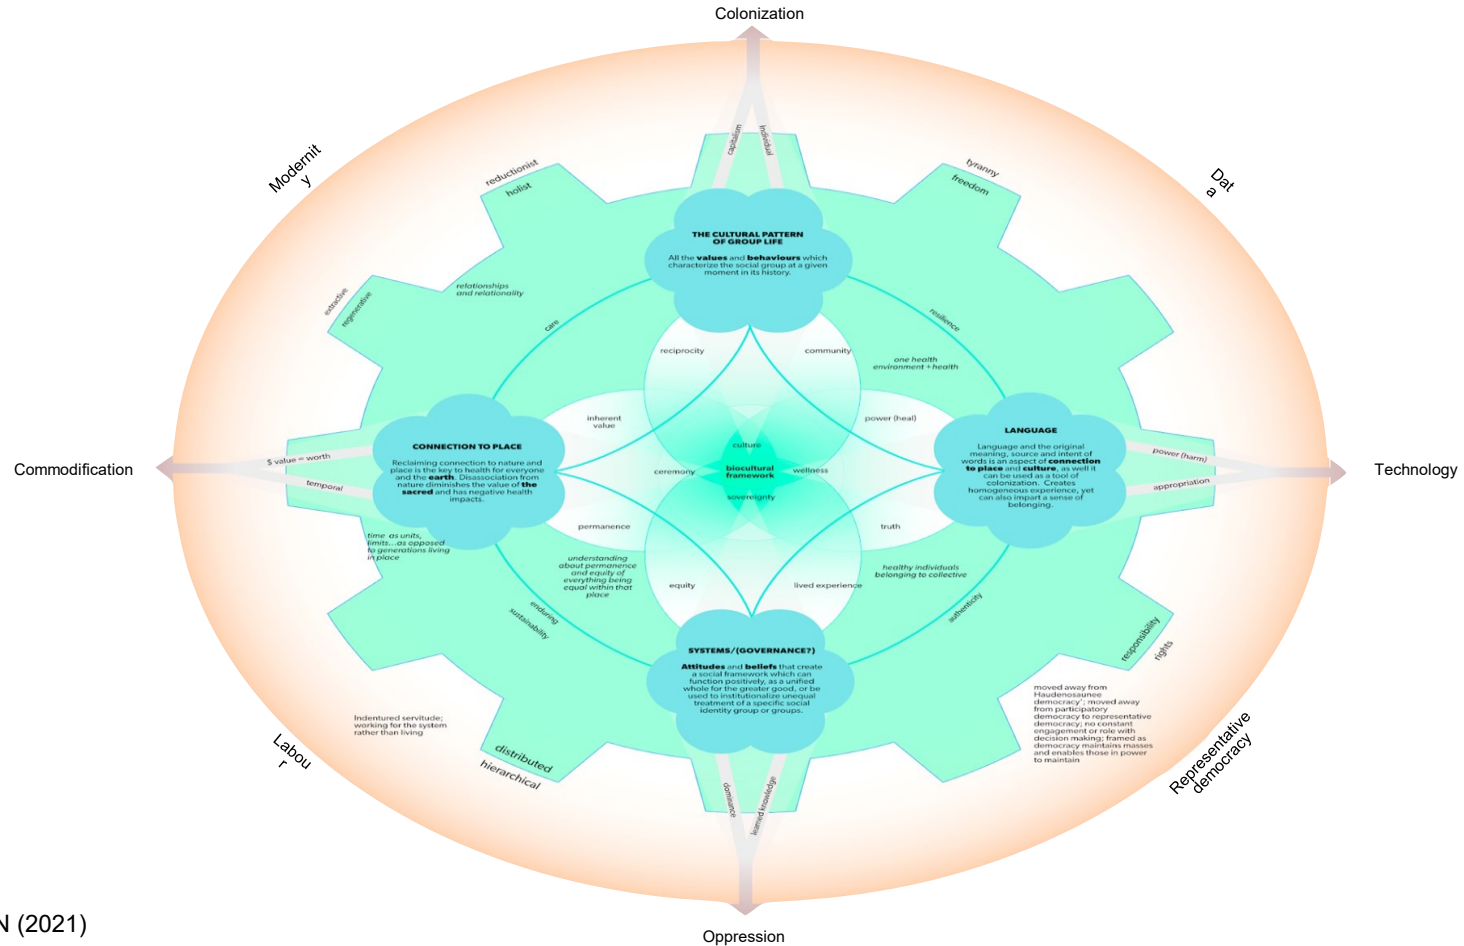 Colonization
capitalism
Individual
Modernit
y
reductionist
holist
tyranny
freedom
Dat
a
THE CULTURAL PATTERN
OF GROUP LIFE
All the values and behaviours which
characterize the social group at a given
moment in its history.
extractive
regenerative
relationships
and relationality
care
resilience
reciprocity
community
one health
environment + health
inherent
value
power (heal)
CONNECTION TO PLACE
Reclaiming connection to nature and
place is the key to health for everyone
and the earth. Disassociation from
nature diminishes the value of the
sacred and has negative health
impacts.
LANGUAGE
Language and the original
meaning, source and intent of
words is an aspect of connection
to place and culture, as well it
can be used as a tool of
colonization. Creates
homogeneous experience, yet
can also impart a sense of
belonging.
culture
ceremony
biocultural
framework
wellness
sovereignty
Commodification
$ value = worth
temporal
power (harm)
appropriation
Technology
permanence
truth
time as units,
limits...as opposed
to generations living
in place
understanding
about permanence
and equity of
everything being
equal within that
place
healthy individuals
belonging to collective
equity
lived experience
enduring
sustainability
authenticity
responsibility
rights
SYSTEMS/(GOVERNANCE?)
Attitudes and beliefs that create
a social framework which can
function positively, as a unified
whole for the greater good, or be
used to institutionalize unequal
treatment of a specific social
identity group or groups.
moved away from
Haudenosaunee
democracy'; moved away
from participatory
democracy to representative
democracy; no constant
engagement or role with
decision making; framed as
democracy maintains masses
and enables those in power
to maintain
Indentured servitude;
working for the system
rather than living
Labou
r
distributed
hierarchical
dominance
learned knowledge
Representative
democracy
N (2021)
Oppression